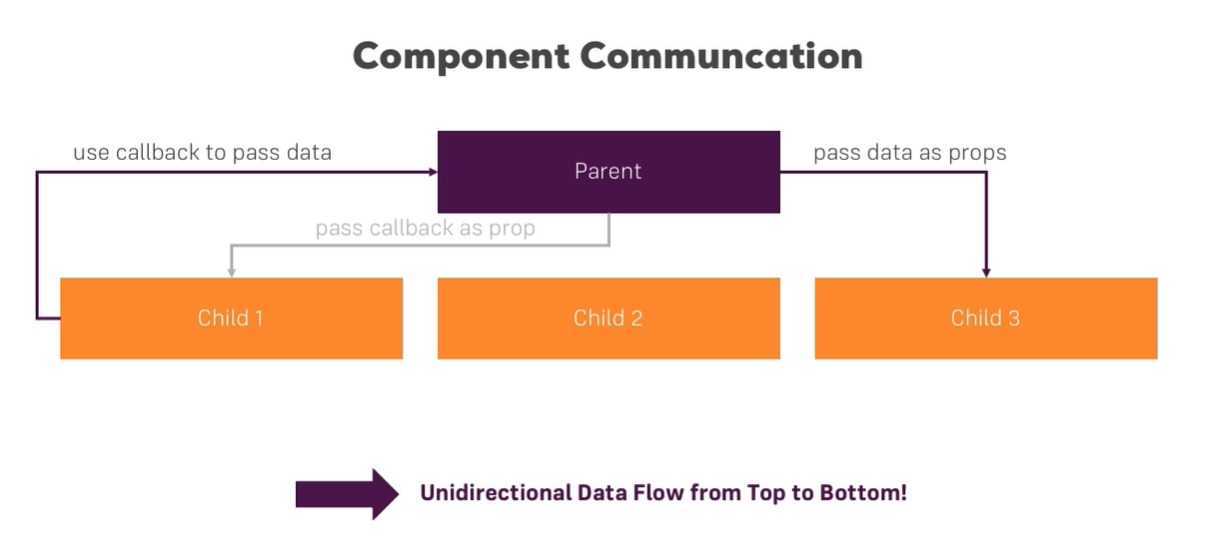 Component Communcation
use callback to pass data
Parent
pass data as props
pass callback as prop
Child 1
Child 2
Child 3
Unidirectional Data Flow from Top to Bottom!